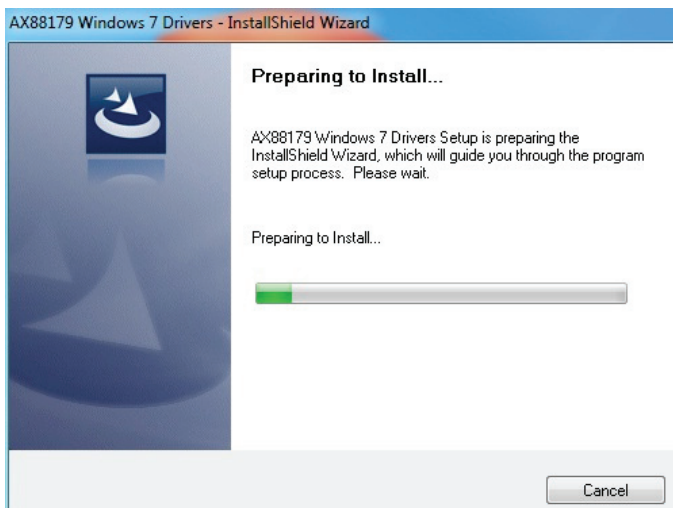 AX88179 Windows 7 Drivers - InstallShield Wizard
Preparing to Install...
AX88179 Windows 7 Drivers Setup is preparing the
InstallShield Wizard, which will guide you through the program
setup process. Please wait.
Preparing to Install...
Cancel